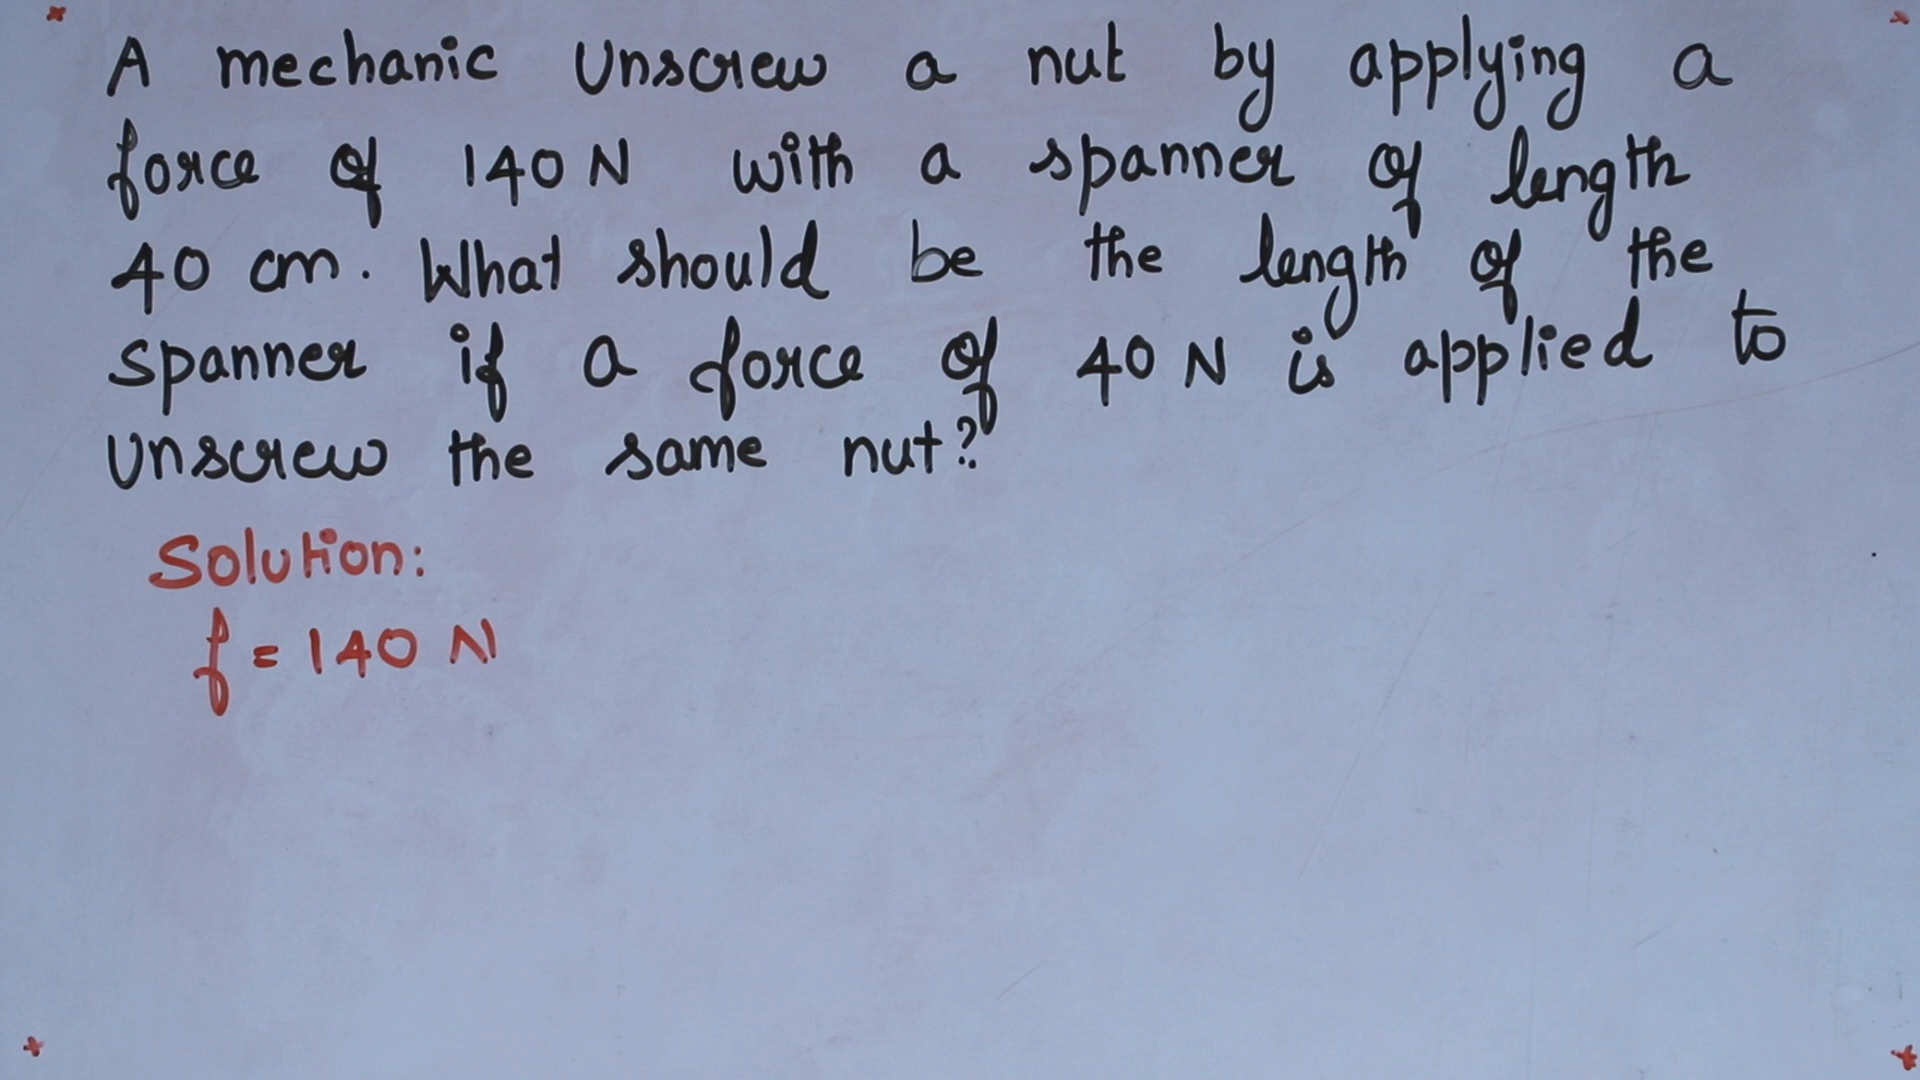 A mechanic Unscrew a nut by applying a
force of 140 N with a spanner of length
40 cm. What should be the length of the
spanner if a force of 40 N is applied to
Unscrew the same nut?
Solution:
f = 140 N